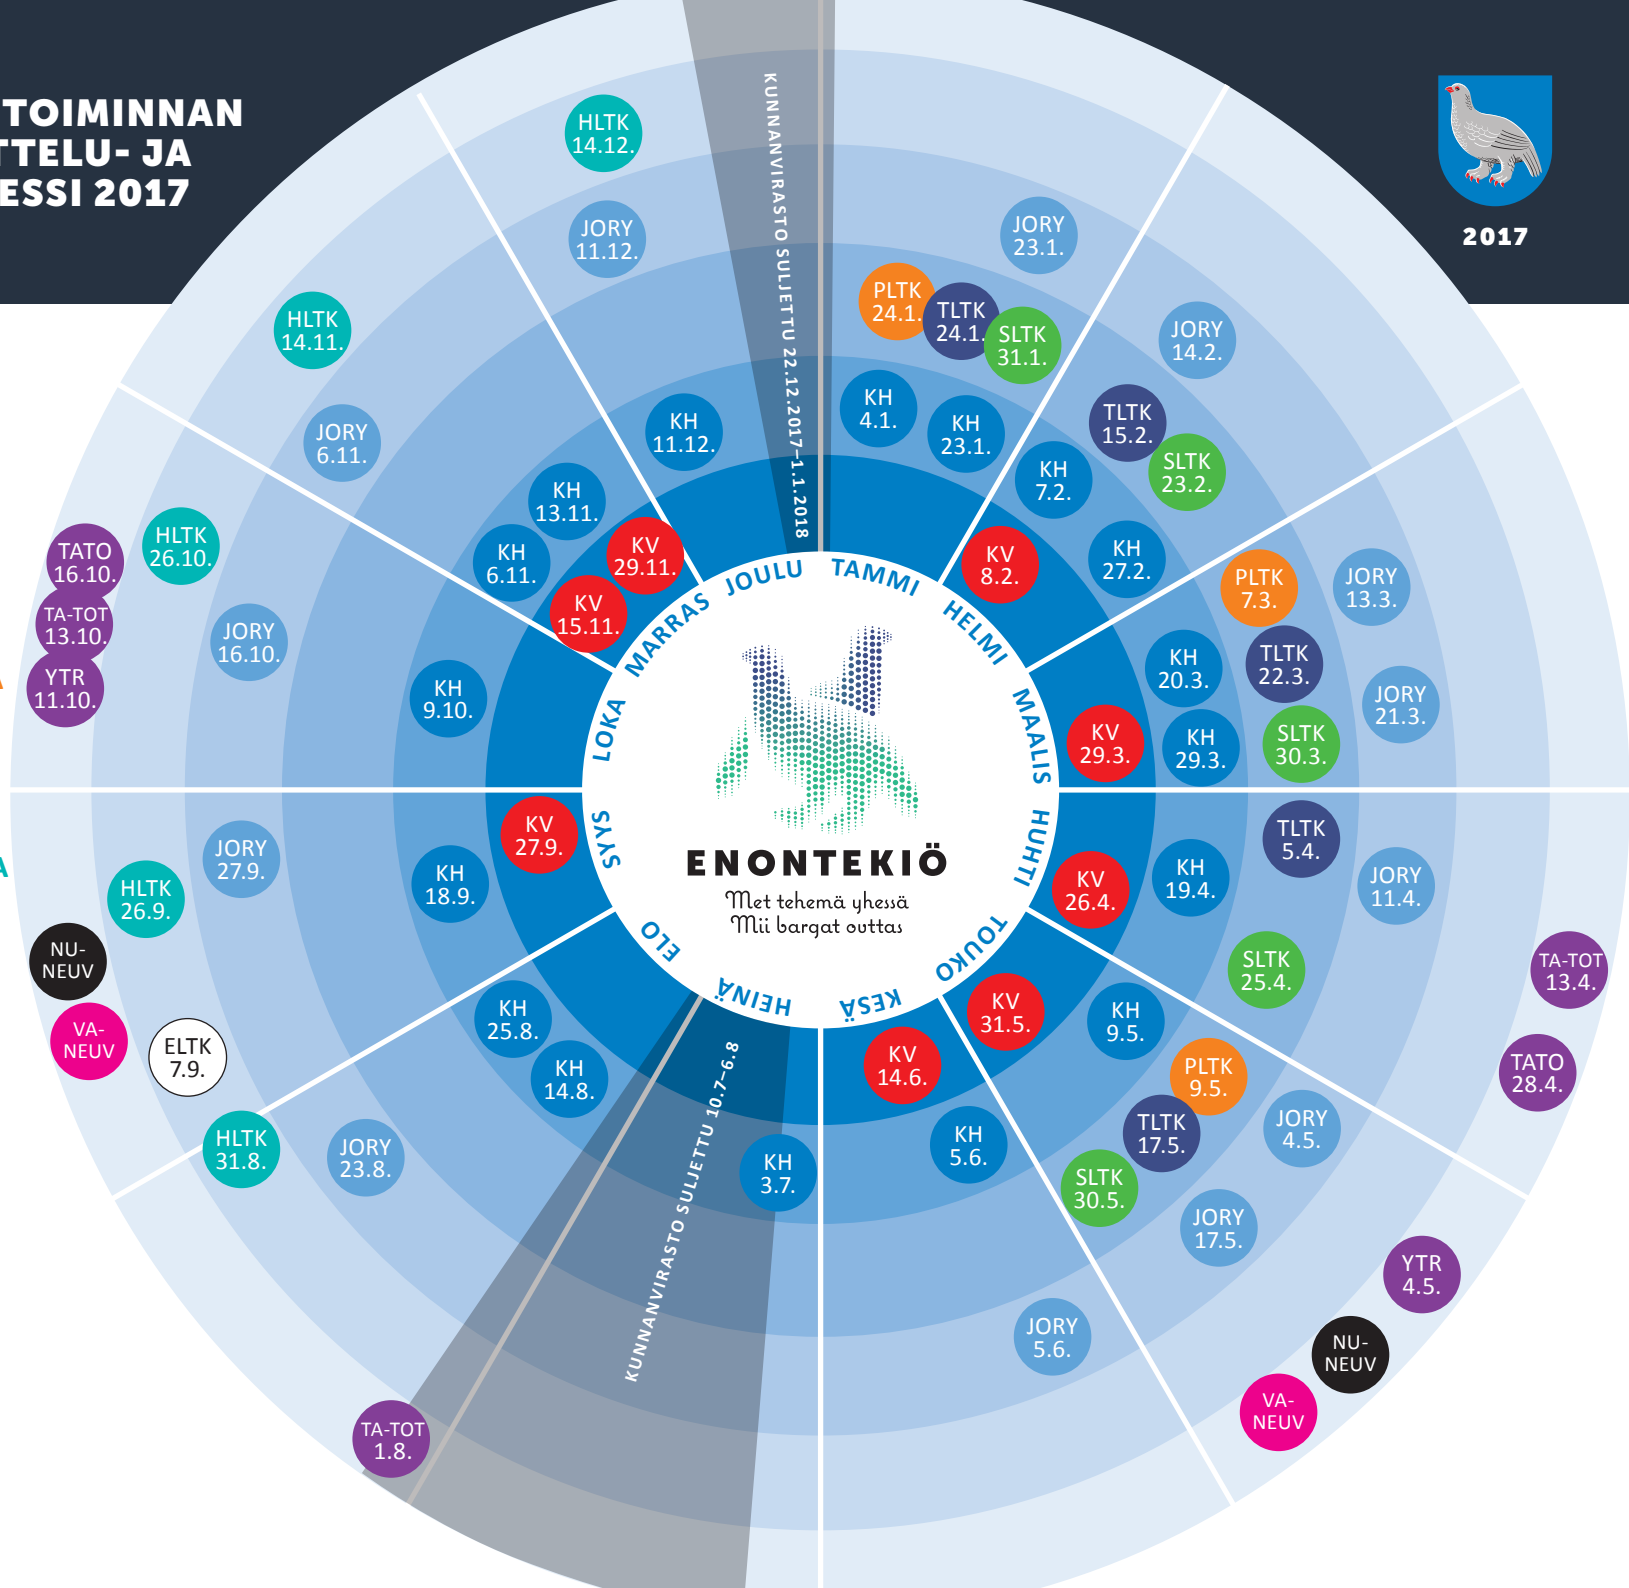 TOIMINNAN
TTELU- JA
ESSI 2017
2017
KUNNANVIRASTO SULJETTU 22.12.2017–1.1.2018
HLTK
14.12.
JORY
11.12.
KH
11.12.
JORY
23.1.
PLTK
24.1.
TLTK
24.1.
SLTK
31.1.
KH
4.1.
KH
23.1.
JORY
14.2.
TLTK
15.2.
SLTK
23.2.
KH
7.2.
KH
27.2.
KV
8.2.
PLTK
7.3.
JORY
13.3.
TLTK
22.3.
JORY
21.3.
SLTK
30.3.
KH
20.3.
KH
29.3.
KV
29.3.
TLTK
5.4.
JORY
11.4.
KH
19.4.
KV
26.4.
SLTK
25.4.
TA-TOT
13.4.
TATO
28.4.
KV
31.5.
KH
9.5.
PLTK
9.5.
TLTK
17.5.
SLTK
30.5.
JORY
4.5.
JORY
17.5.
YTR
4.5.
NU-
NEUV
VA-
NEUV
KV
14.6.
KH
5.6.
JORY
5.6.
KH
3.7.
KUNNANVIRASTO SULJETTU 10.7–6.8
TA-TOT
1.8.
KH
14.8.
KH
25.8.
JORY
23.8.
HLTK
31.8.
KV
27.9.
KH
18.9.
JORY
27.9.
HLTK
26.9.
NU-
NEUV
VA-
NEUV
ELTK
7.9.
KH
9.10.
JORY
16.10.
HLTK
26.10.
TATO
16.10.
TA-TOT
13.10.
YTR
11.10.
HLTK
14.11.
JORY
6.11.
KH
13.11.
KH
6.11.
KV
29.11.
KV
15.11.
TAMMI
HELMI
MAALIS
HUHTI
TOUKO
KESÄ
HEINÄ
ELO
SYYS
LOKA
MARRAS
JOULU
ENONTEKIÖ
Met tehemä yhessä
Mii bargat outtas
A